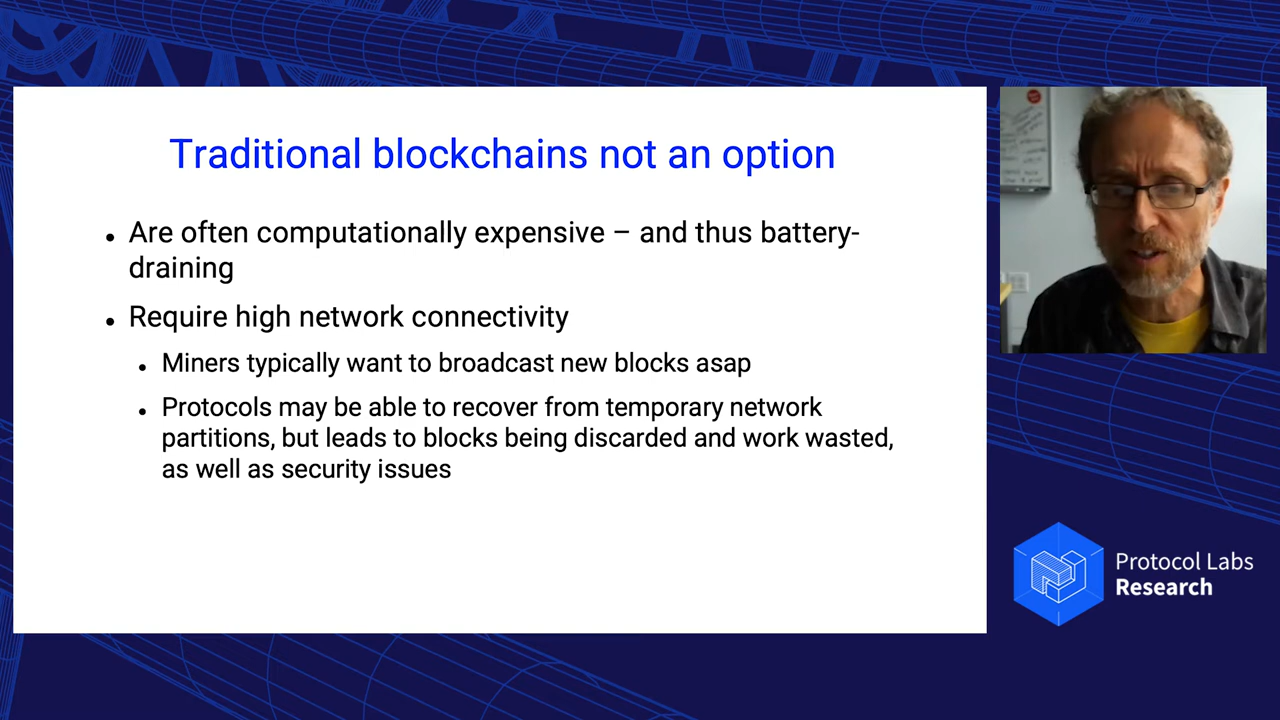 Traditional blockchains not an option
• Are often computationally expensive – and thus battery-
draining
• Require high network connectivity
• Miners typically want to broadcast new blocks asap
• Protocols may be able to recover from temporary network
partitions, but leads to blocks being discarded and work wasted,
as well as security issues
Protocol Labs
Research